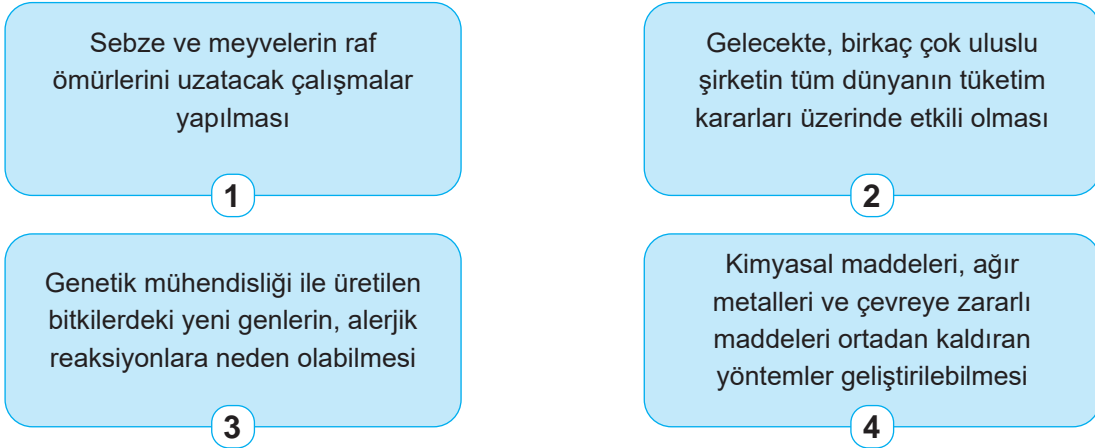 Sebze ve meyvelerin raf
ömürlerini uzatacak çalışmalar
yapılması
1
Gelecekte, birkaç çok uluslu
şirketin tüm dünyanın tüketim
kararları üzerinde etkili olması
2
Genetik mühendisliği ile üretilen
bitkilerdeki yeni genlerin, alerjik
reaksiyonlara neden olabilmesi
3
Kimyasal maddeleri, ağır
metalleri ve çevreye zararlı
maddeleri ortadan kaldıran
yöntemler geliştirilebilmesi
4